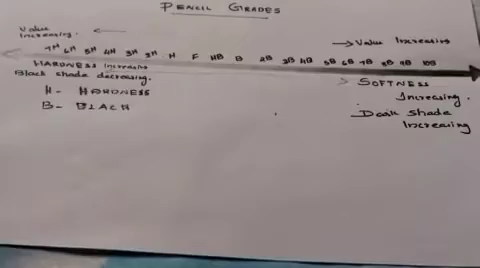 PENCIL GRADES
Value Increasing. ←
→ Value Increasing
7H 6H 5H 4H 3H 2H H F HB B 2B 3B 4B 5B 6B 7B 8B 9B 10B
HARDNESS Increasing
Black shade decreasing.
H - HARDNESS
B - BLACK
> SOFTNESS
Increasing.
Dark shade
Increasing